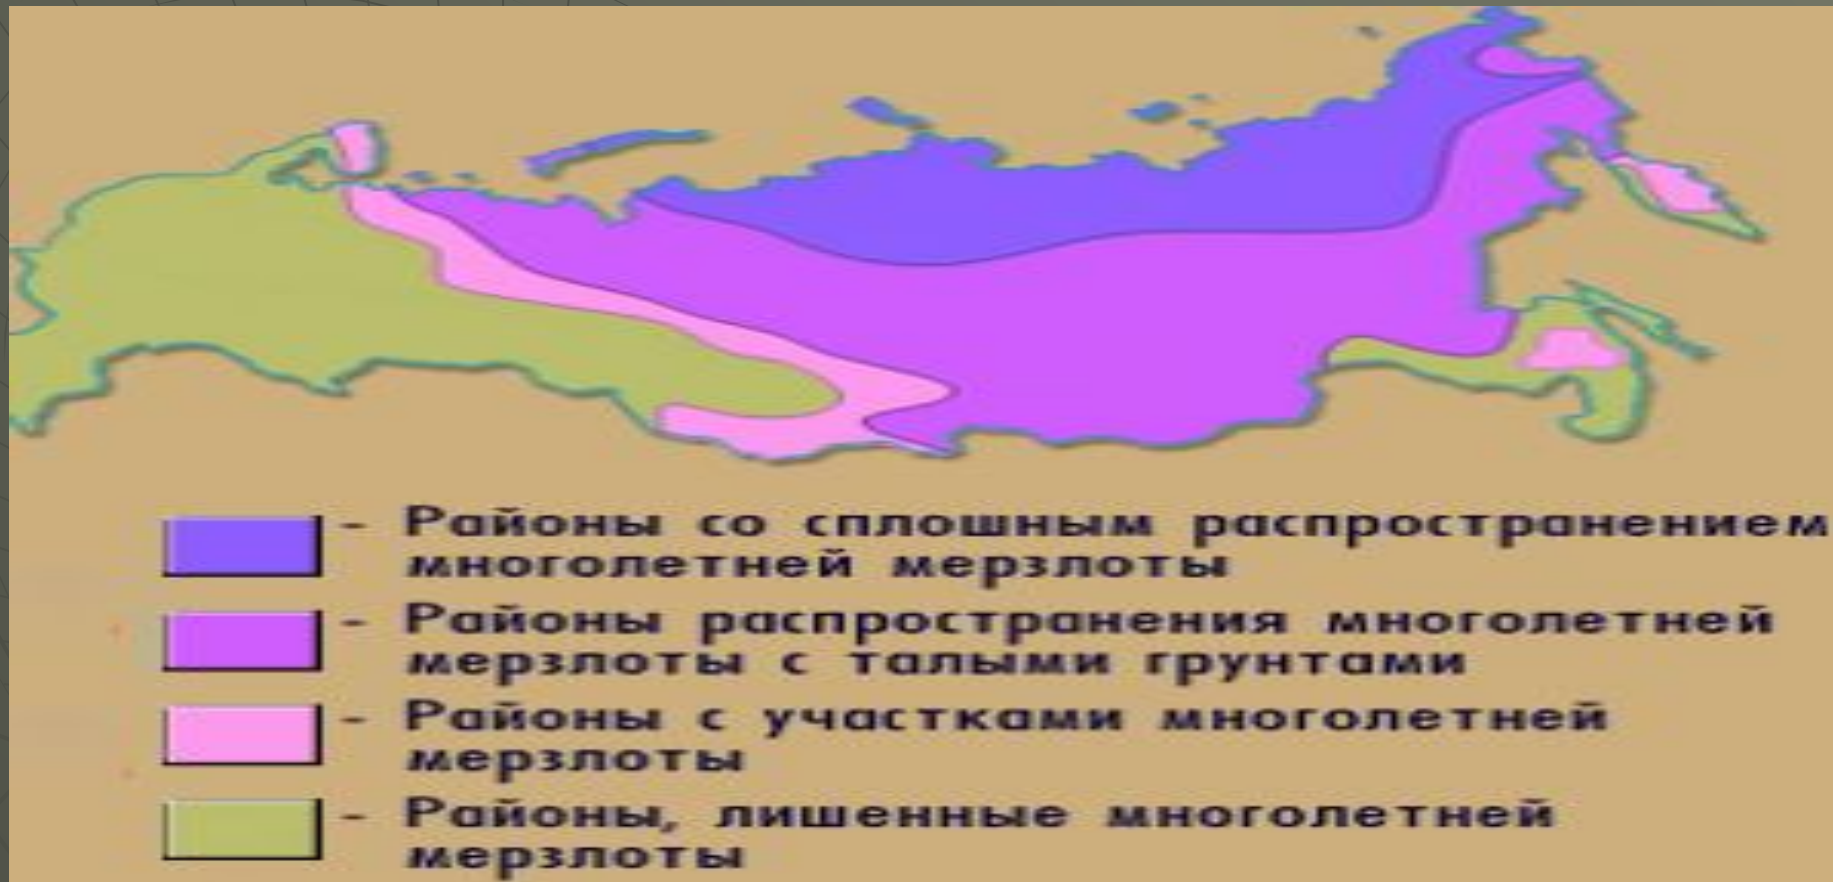 - Районы со сплошным распространением
многолетней мерзлоты
- Районы распространения многолетней
мерзлоты с талыми грунтами
- Районы с участками многолетней
мерзлоты
- Районы, лишенные многолетней
мерзлоты